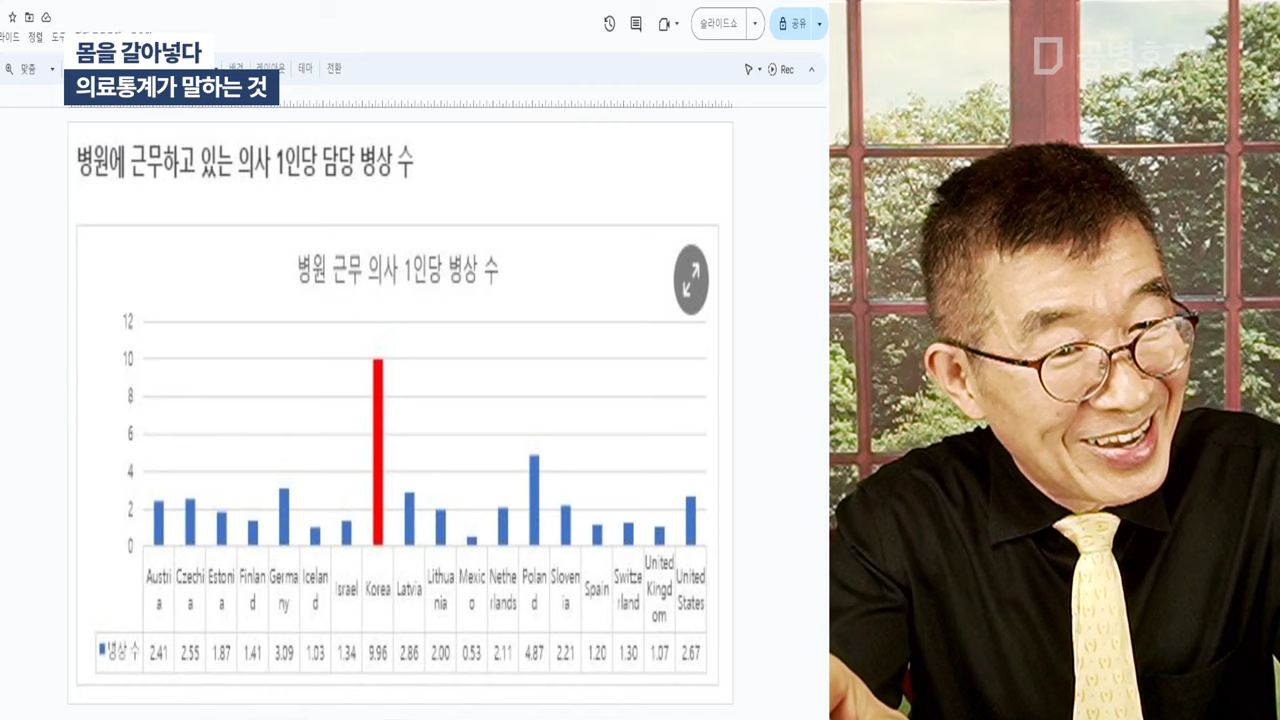 몸을 갈아넣다
의료통계가 말하는 것
정렬
맞춤
테마
전환
슬라이드쇼
공유
Rec
병원에 근무하고 있는 의사 1인당 담당 병상 수
병원 근무 의사 1인당 병상 수
12
10
8
6
4
2
0
Austria Czechia Estonia Finland Germany Iceland Israel Korea Latvia Lithuania Mexico Netherlands Poland Slovenia Spain Switzerland United Kingdom United States
병상 수 2.41 2.55 1.87 1.41 3.09 1.03 1.34 9.96 2.86 2.00 0.53 2.11 4.87 2.21 1.20 1.30 1.07 2.67